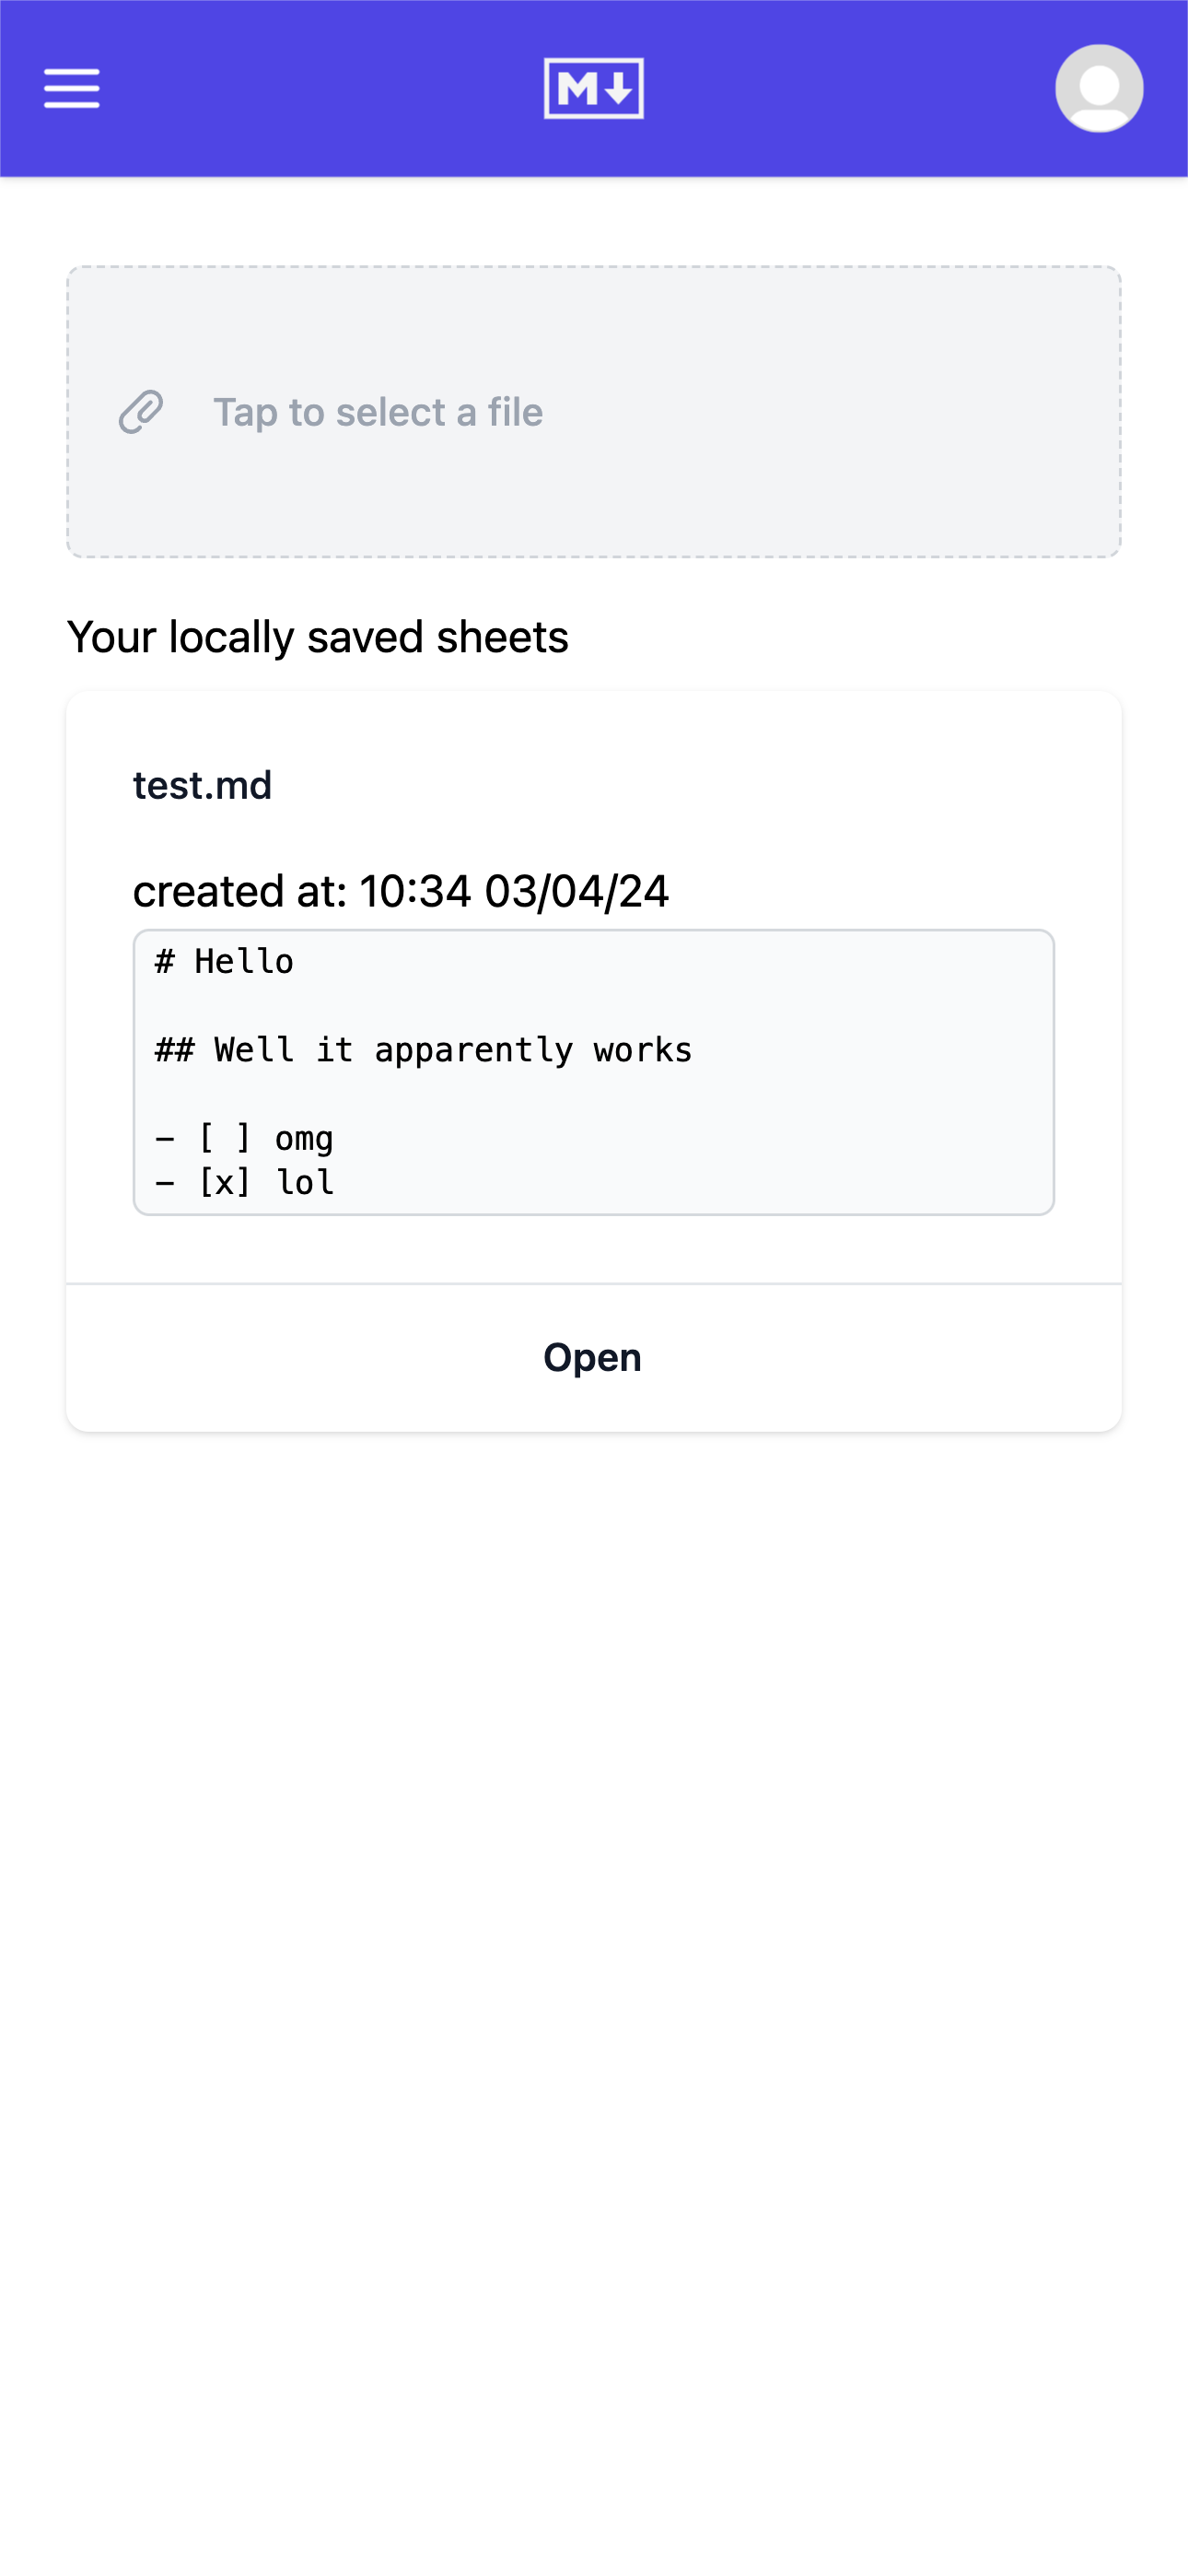 M
Tap to select a file
Your locally saved sheets
test.md
created at: 10:34 03/04/24
# Hello
## Well it apparently works
- [ ] omg
- [x] lol
Open